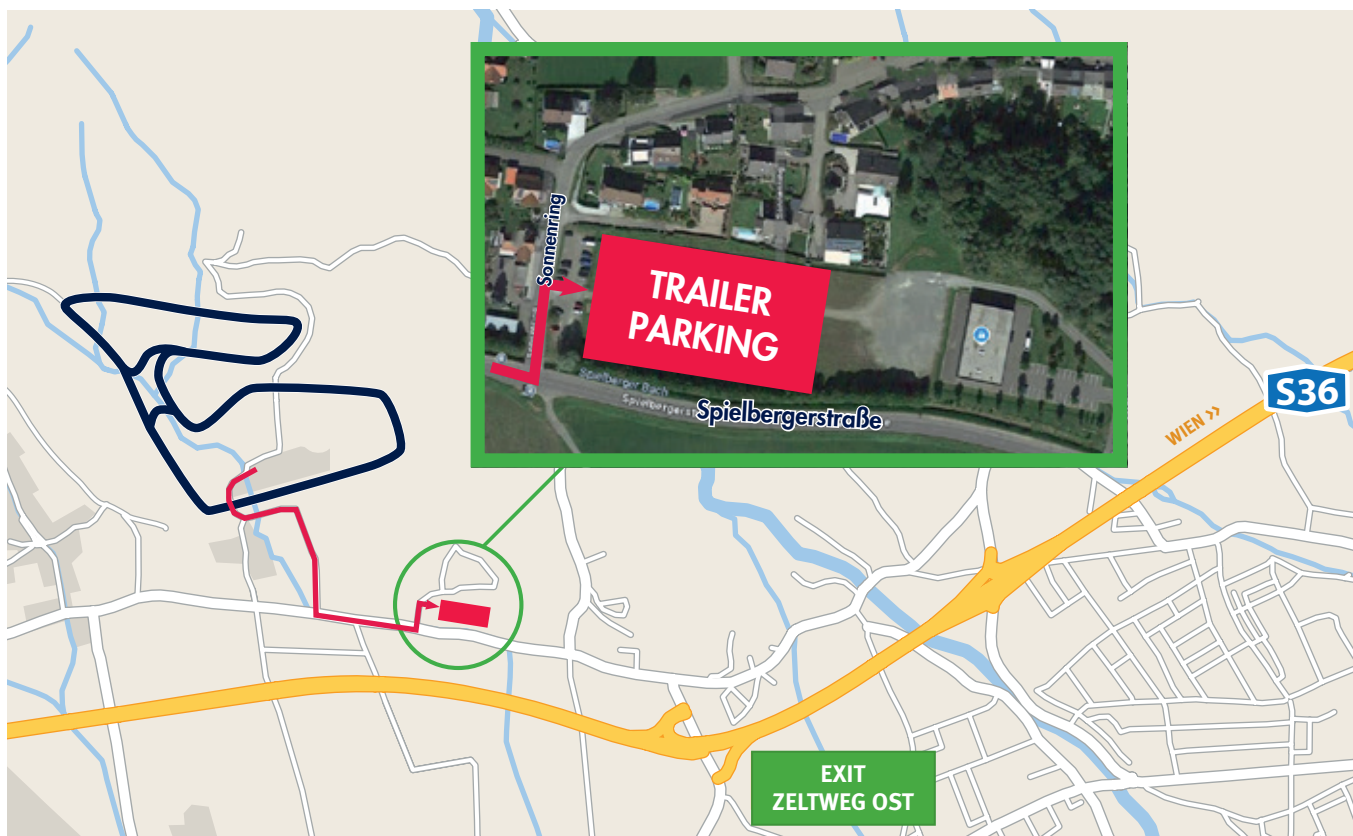 Sonnenring
TRAILER
PARKING
Spielberger Bach
Spielbergerstraße
S36
WIEN >>
EXIT
ZELTWEG OST